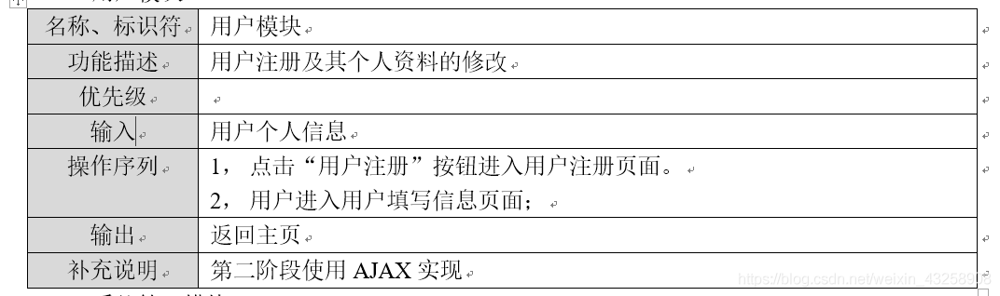 名称、标识符 用户模块
功能描述 用户注册及其个人资料的修改
优先级
输入 用户个人信息
操作序列 1， 点击“用户注册”按钮进入用户注册页面。
2， 用户进入用户填写信息页面；
输出 返回主页
补充说明 第二阶段使用 AJAX 实现
https://blog.csdn.net/weixin_43258908